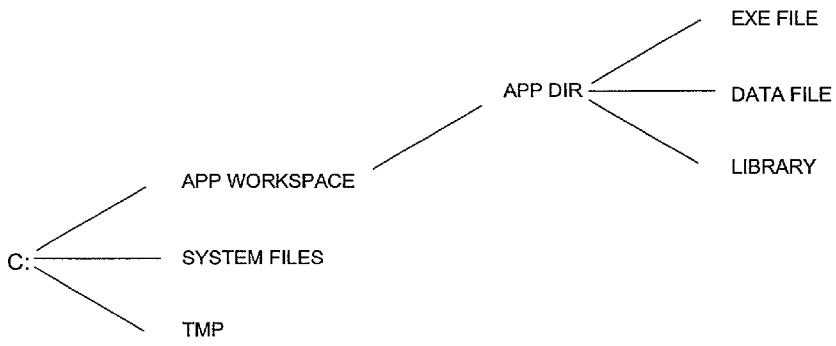 EXE FILE
APP DIR
DATA FILE
LIBRARY
APP WORKSPACE
C:
SYSTEM FILES
TMP